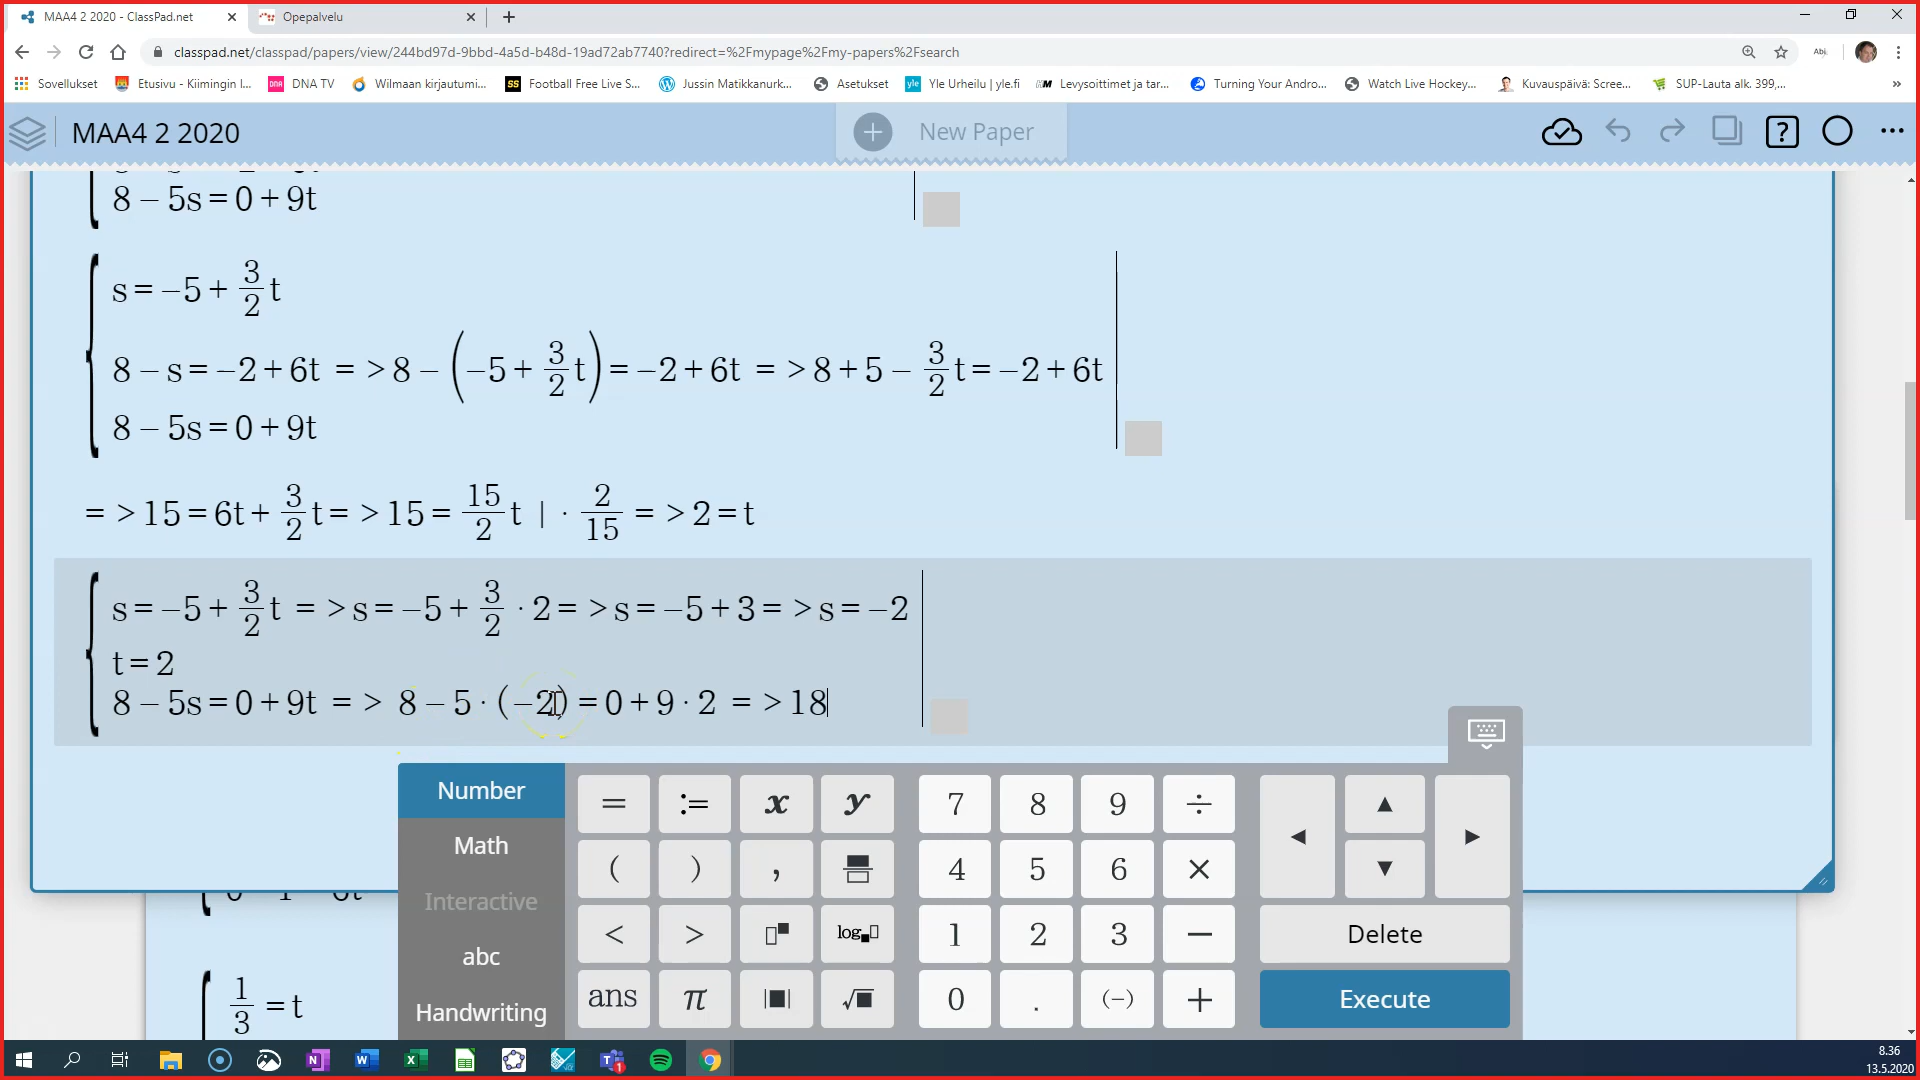 MAA4 2 2020 - ClassPad.net
Opepalvelu
classpad.net/classpad/papers/view/244bd97d-9bbd-4a5d-b48d-19ad72ab7740?redirect=%2Fmypage%2Fmy-papers%2Fsearch
Sovellukset Etusivu - Kiimingin l... DNA TV Wilmaan kirjautumi... Football Free Live S... Jussin Matikkanurk... Asetukset Yle Urheilu | yle.fi Levysoittimet ja tar... Turning Your Andro... Watch Live Hockey... Kuvauspäivä: Scree... SUP-Lauta alk. 399,... »
MAA4 2 2020
New Paper
8 − 5s = 0 + 9t
s = −5 + 3/2 t
8 − s = −2 + 6t = > 8 − (−5 + 3/2 t) = −2 + 6t = > 8 + 5 − 3/2 t = −2 + 6t
8 − 5s = 0 + 9t
= > 15 = 6t + 3/2 t = > 15 = 15/2 t | · 2/15 = > 2 = t
s = −5 + 3/2 t = > s = −5 + 3/2 · 2 = > s = −5 + 3 = > s = −2
t = 2
8 − 5s = 0 + 9t = > 8 − 5 · (−2) = 0 + 9 · 2 = > 18
1/3 = t
Number
Math
Interactive
abc
Handwriting
= := x y 7 8 9 ÷
( ) , 4 5 6 ×
< > log 1 2 3 −
ans π √ 0 . (−) +
Delete
Execute
8.36
13.5.2020